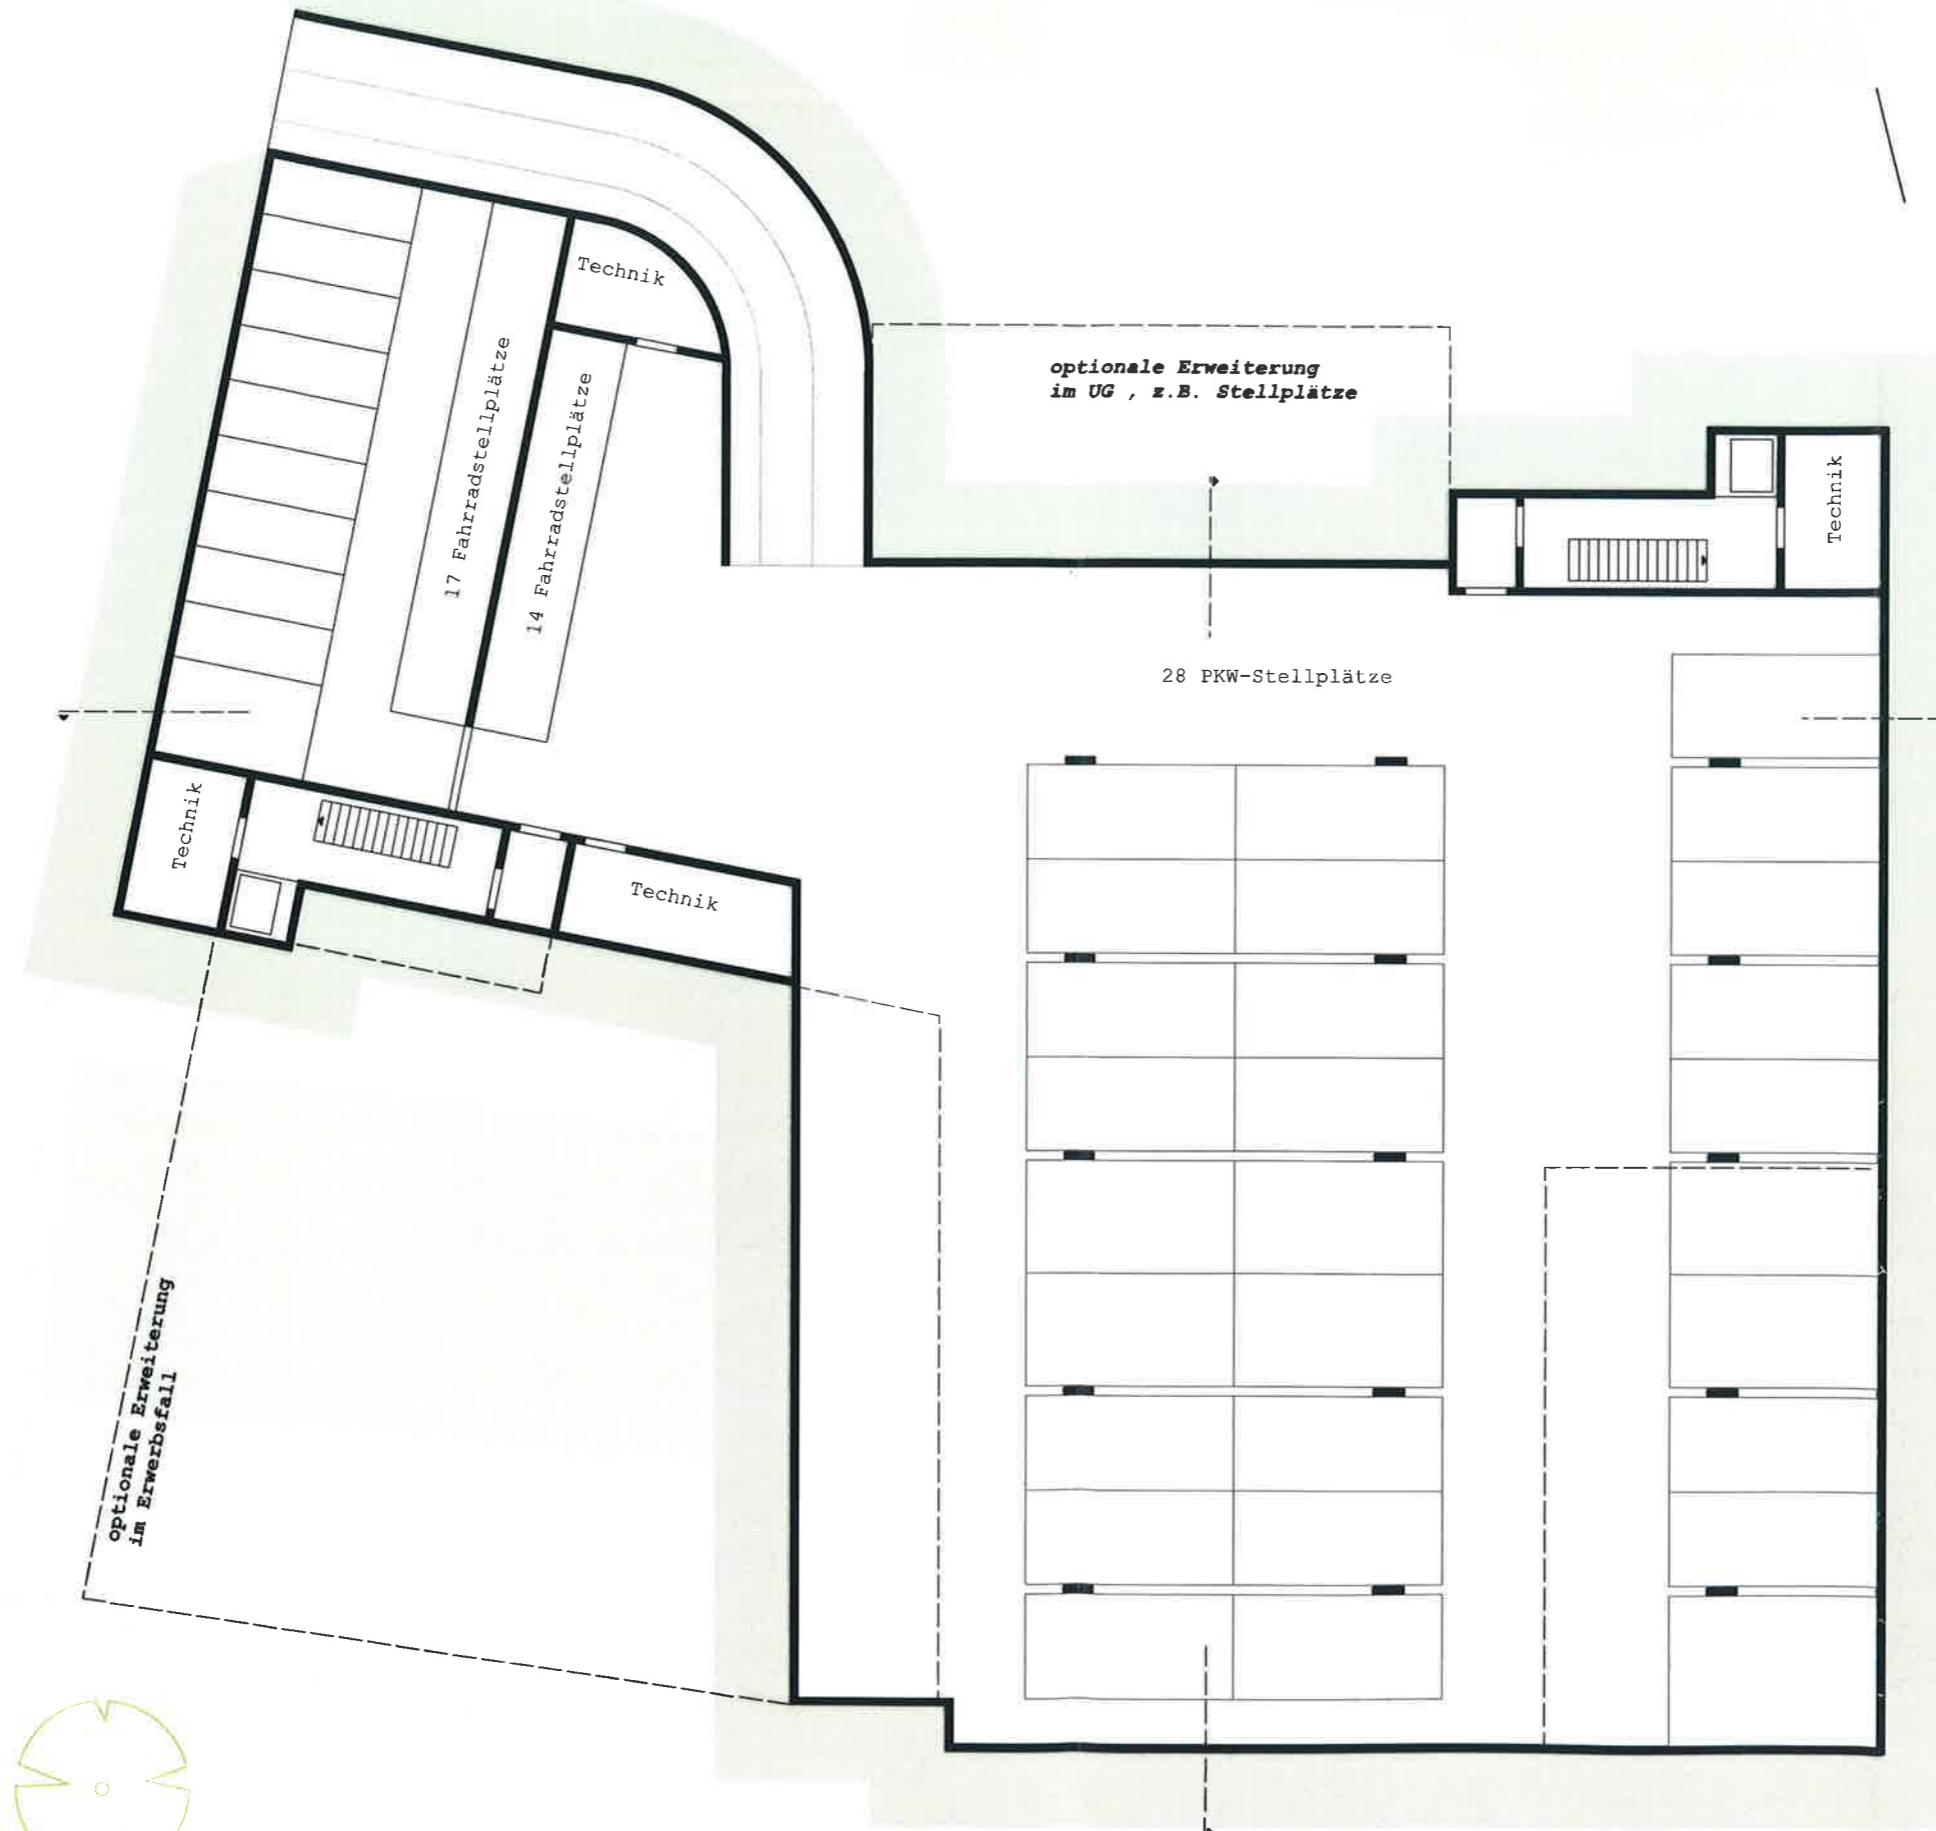 Technik
17 Fahrradstellplätze
14 Fahrradstellplätze
optionale Erweiterung
im UG , z.B. Stellplätze
Technik
28 PKW-Stellplätze
Technik
Technik
optionale Erweiterung
im Erwerbsfall